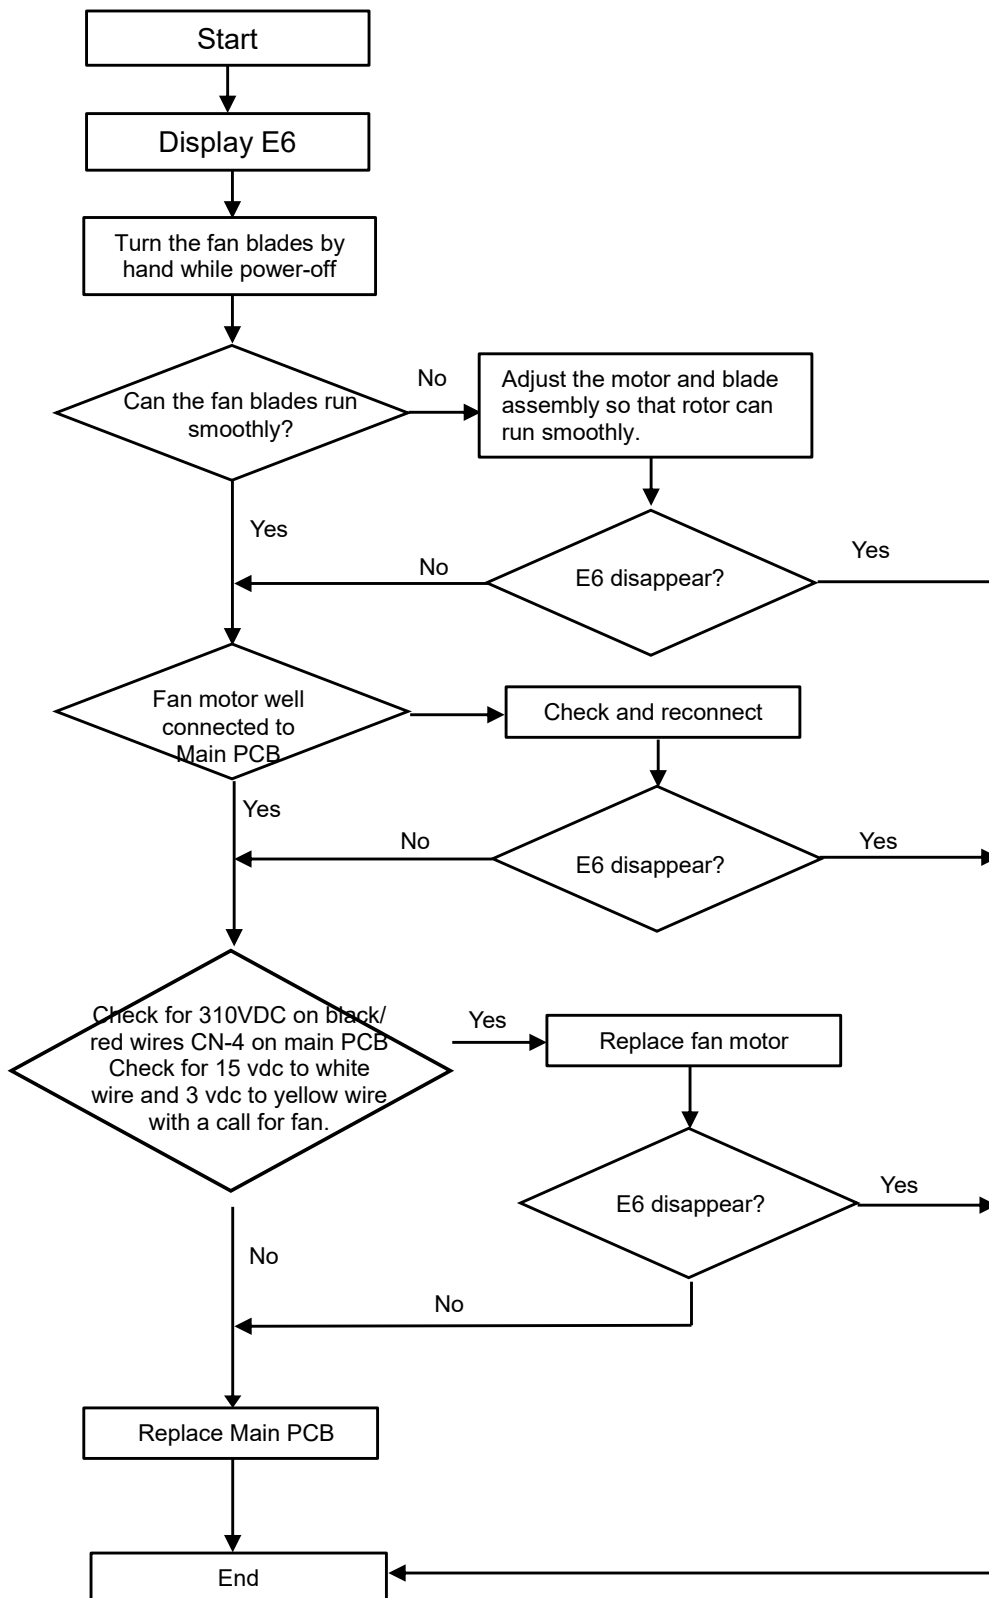 Start
Display E6
Turn the fan blades by
hand while power-off
Can the fan blades run
smoothly?
No
Adjust the motor and blade
assembly so that rotor can
run smoothly.
Yes
E6 disappear?
No
Yes
Fan motor well
connected to
Main PCB
Check and reconnect
Yes
No
E6 disappear?
Yes
Check for 310VDC on black/
red wires CN-4 on main PCB
Check for 15 vdc to white
wire and 3 vdc to yellow wire
with a call for fan.
Yes
Replace fan motor
E6 disappear?
Yes
No
No
Replace Main PCB
End